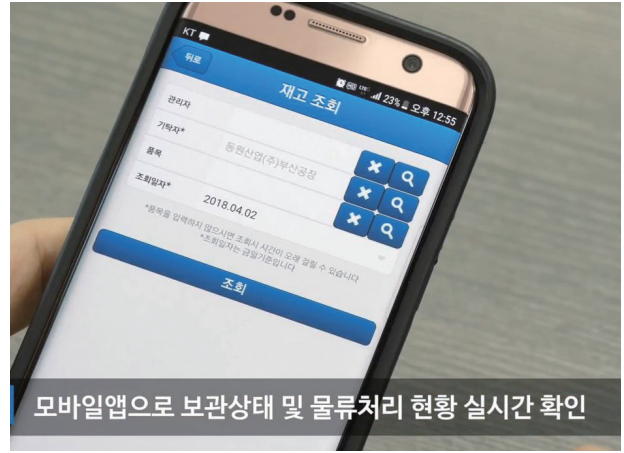 KT
LTE 23% 오후 12:55
뒤로
재고 조회
관리자
기탁자*
동원산업(주)부산공장
품목
조회일자*
2018.04.02
*품목을 입력하지 않으시면 조회시 시간이 오래 걸릴 수 있습니다
*조회일자는 금일기준입니다
조회
모바일앱으로 보관상태 및 물류처리 현황 실시간 확인